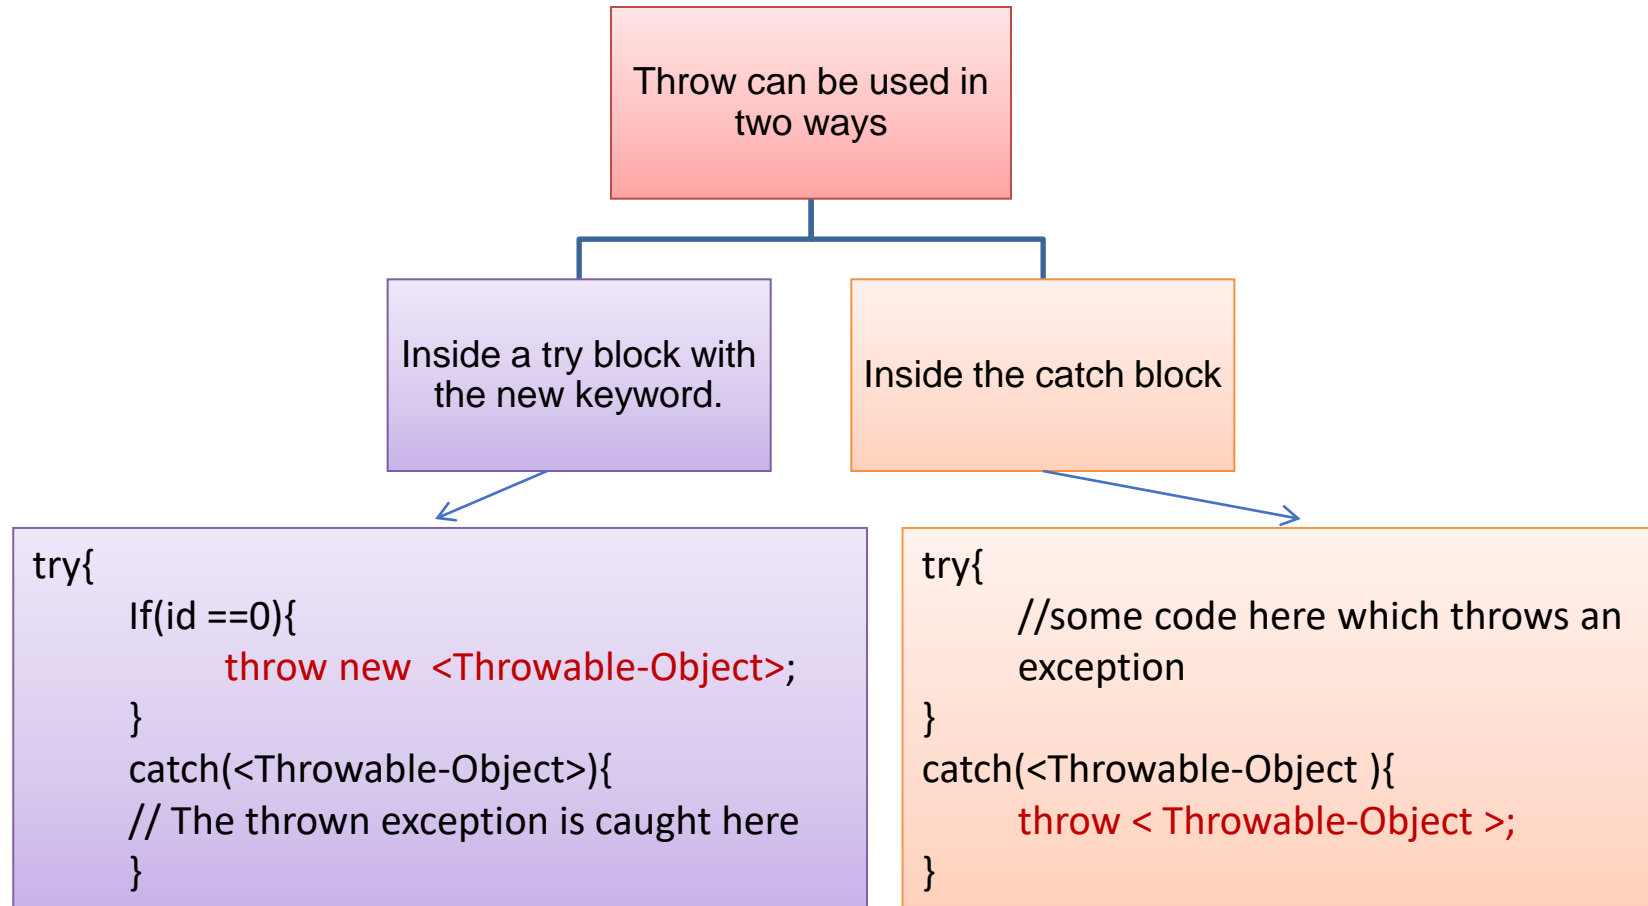 Throw can be used in
two ways
Inside a try block with
the new keyword.
Inside the catch block
try{
If(id ==0){
throw new  <Throwable-Object>;
}
catch(<Throwable-Object>){
// The thrown exception is caught here
}
try{
//some code here which throws an
exception
}
catch(<Throwable-Object ){
throw < Throwable-Object >;
}